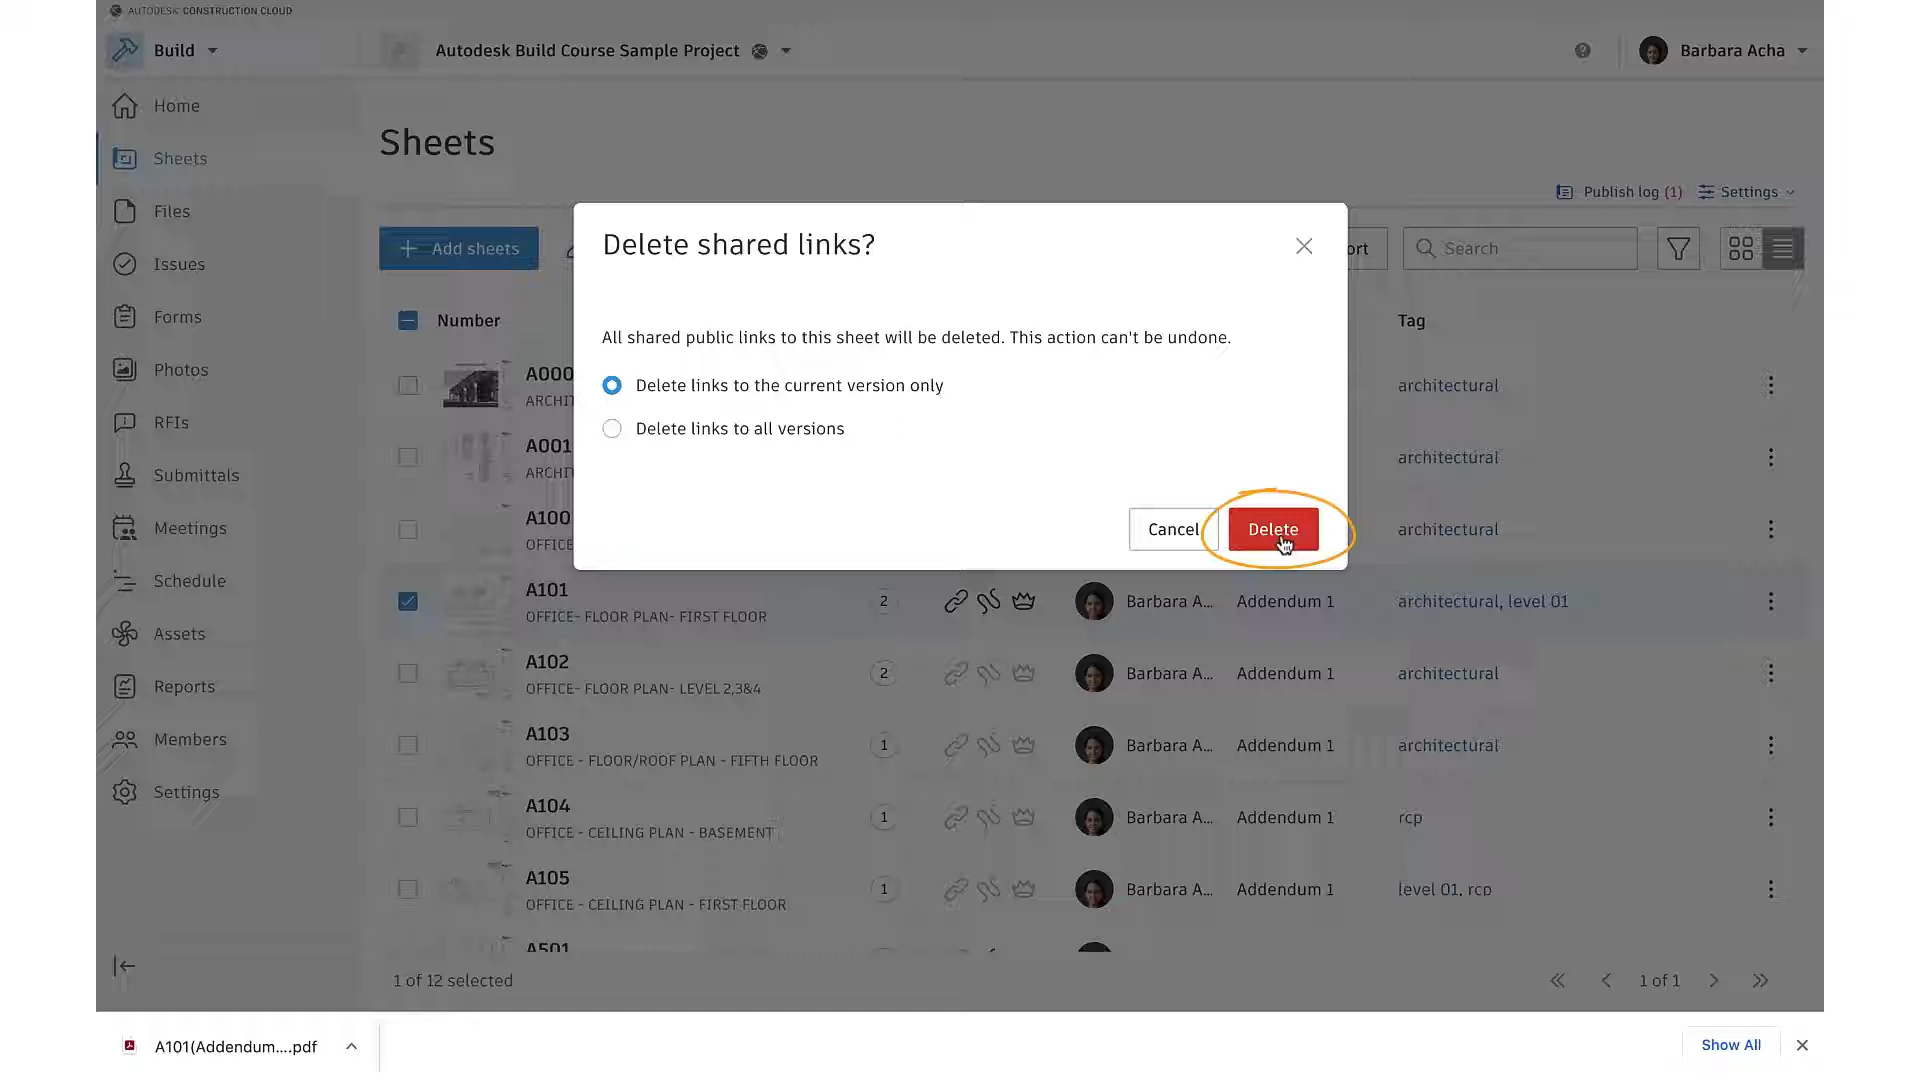 AUTODESK CONSTRUCTION CLOUD
Build
Autodesk Build Course Sample Project
Barbara Acha
Home
Sheets
Files
Issues
Forms
Photos
RFIs
Submittals
Meetings
Schedule
Assets
Reports
Members
Settings
Sheets
Publish log (1)
Settings
Add sheets
ort
Search
Number
Tag
Delete shared links?
All shared public links to this sheet will be deleted. This action can't be undone.
Delete links to the current version only
Delete links to all versions
Cancel
Delete
A000
ARCHIT
architectural
A001
ARCHIT
architectural
A100
OFFICE
architectural
A101
OFFICE- FLOOR PLAN- FIRST FLOOR
2
Barbara A...
Addendum 1
architectural, level 01
A102
OFFICE- FLOOR PLAN- LEVEL 2,3&4
2
Barbara A...
Addendum 1
architectural
A103
OFFICE - FLOOR/ROOF PLAN - FIFTH FLOOR
1
Barbara A...
Addendum 1
architectural
A104
OFFICE - CEILING PLAN - BASEMENT
1
Barbara A...
Addendum 1
rcp
A105
OFFICE - CEILING PLAN - FIRST FLOOR
1
Barbara A...
Addendum 1
level 01, rcp
A501
1 of 12 selected
1 of 1
A101(Addendum....pdf
Show All